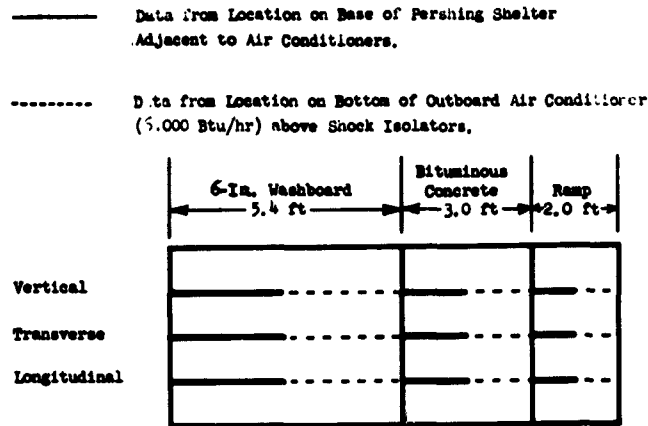 Data from Location on Base of Pershing Shelter
Adjacent to Air Conditioners.
Data from Location on Bottom of Outboard Air Conditioner
(6.000 Btu/hr) above Shock Isolators.
6-In. Washboard
5.4 ft
Bituminous
Concrete
3.0 ft
Ramp
2.0 ft
Vertical
Transverse
Longitudinal